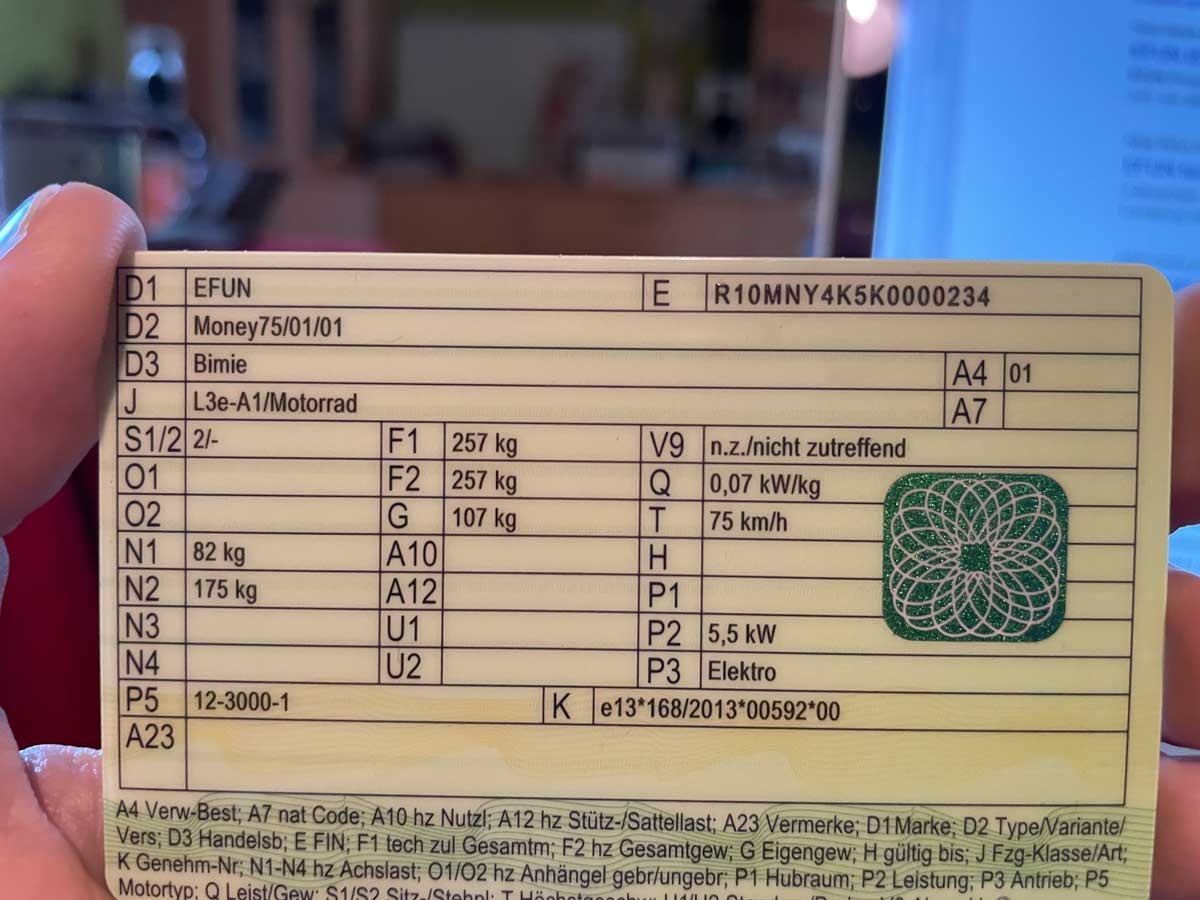 D1 EFUN E R10MNY4K5K0000234
D2 Money75/01/01
D3 Bimie A4 01
J L3e-A1/Motorrad A7
S1/2 2/- F1 257 kg V9 n.z./nicht zutreffend
O1 F2 257 kg Q 0,07 kW/kg
O2 G 107 kg T 75 km/h
N1 82 kg A10 H
N2 175 kg A12 P1
N3 U1 P2 5,5 kW
N4 U2 P3 Elektro
P5 12-3000-1 K e13*168/2013*00592*00
A23
A4 Verw-Best; A7 nat Code; A10 hz Nutzl; A12 hz Stütz-/Sattellast; A23 Vermerke; D1 Marke; D2 Type/Variante/
Vers; D3 Handelsb; E FIN; F1 tech zul Gesamtm; F2 hz Gesamtgew; G Eigengew; H gültig bis; J Fzg-Klasse/Art;
K Genehm-Nr; N1-N4 hz Achslast; O1/O2 hz Anhängel gebr/ungebr; P1 Hubraum; P2 Leistung; P3 Antrieb; P5
Motortyp; Q Leist/Gew; S1/S2 Sitz-/Stehpl; T